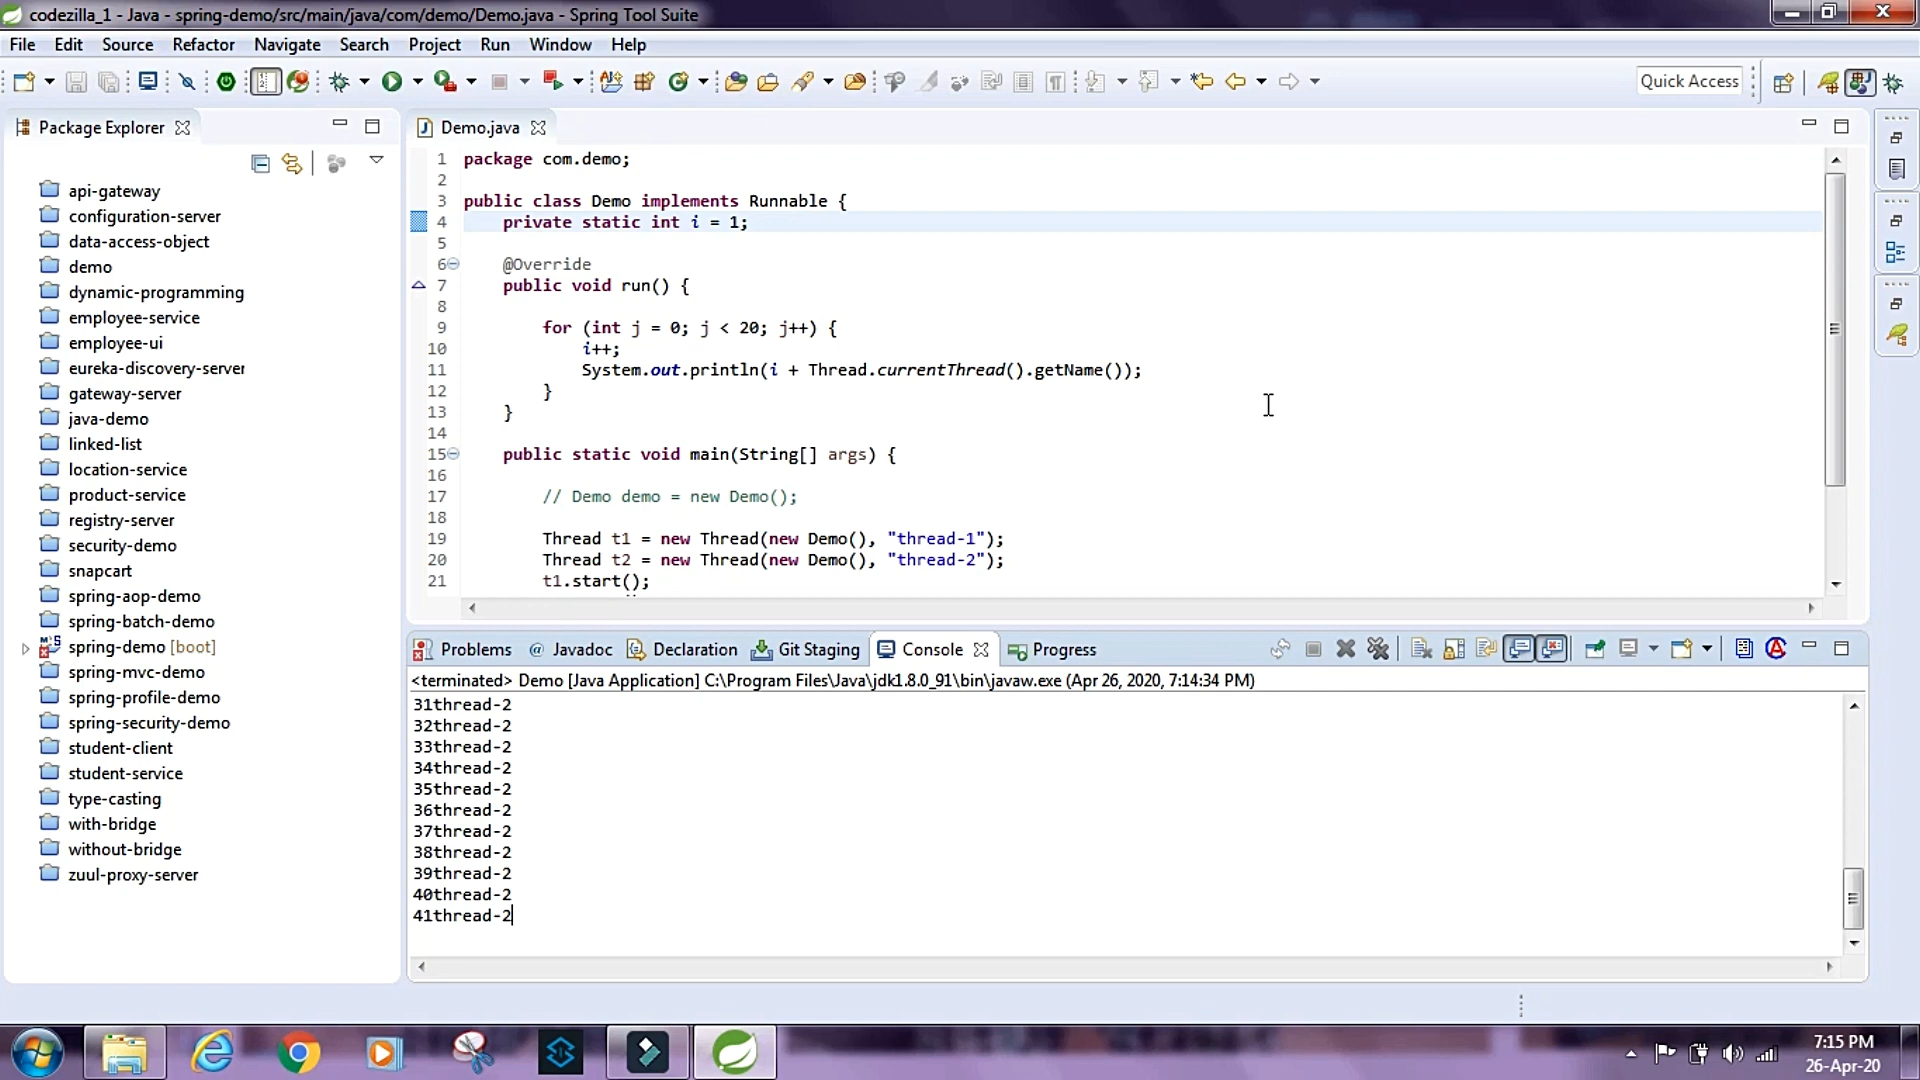 codezilla_1 - Java - spring-demo/src/main/java/com/demo/Demo.java - Spring Tool Suite
File Edit Source Refactor Navigate Search Project Run Window Help
Quick Access
Package Explorer
api-gateway
configuration-server
data-access-object
demo
dynamic-programming
employee-service
employee-ui
eureka-discovery-server
gateway-server
java-demo
linked-list
location-service
product-service
registry-server
security-demo
snapcart
spring-aop-demo
spring-batch-demo
spring-demo [boot]
spring-mvc-demo
spring-profile-demo
spring-security-demo
student-client
student-service
type-casting
with-bridge
without-bridge
zuul-proxy-server
Demo.java
1 package com.demo;
2
3 public class Demo implements Runnable {
4 private static int i = 1;
5
6 @Override
7 public void run() {
8
9 for (int j = 0; j < 20; j++) {
10 i++;
11 System.out.println(i + Thread.currentThread().getName());
12 }
13 }
14
15 public static void main(String[] args) {
16
17 // Demo demo = new Demo();
18
19 Thread t1 = new Thread(new Demo(), "thread-1");
20 Thread t2 = new Thread(new Demo(), "thread-2");
21 t1.start();
Problems @ Javadoc Declaration Git Staging Console Progress
<terminated> Demo [Java Application] C:\Program Files\Java\jdk1.8.0_91\bin\javaw.exe (Apr 26, 2020, 7:14:34 PM)
31thread-2
32thread-2
33thread-2
34thread-2
35thread-2
36thread-2
37thread-2
38thread-2
39thread-2
40thread-2
41thread-2
7:15 PM
26-Apr-20